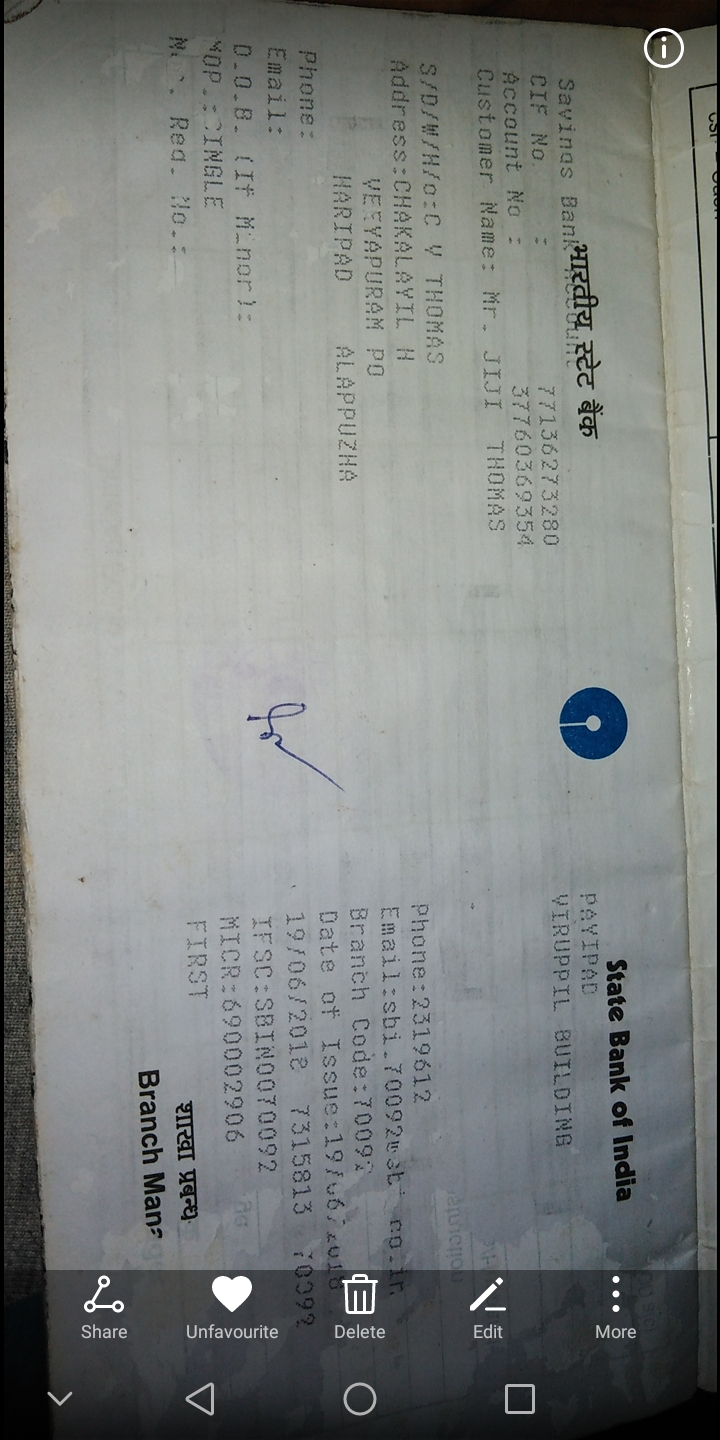 भारतीय स्टेट बैंक
State Bank of India
Savings Bank Account
CIF No. : 77136273280
Account No : 37760369354
Customer Name: Mr. JIJI THOMAS
S/D/W/H/o:C V THOMAS
Address:CHAKALAYIL H
VEEYAPURAM PO
HARIPAD ALAPPUZHA
Phone:
Email:
D.O.B. (If Minor):
MOP.:SINGLE
Reg. No.:
PAYIPAD
VIRUPPIL BUILDING
Phone:2319612
Email:sbi.70092@sbi.co.in
Branch Code:70092
Date of Issue:19/06/2018
19/06/2018 7315813 70092
IFSC:SBIN0070092
MICR:690002906
FIRST
शाखा प्रबन्धक
Branch Man
Share
Unfavourite
Delete
Edit
More